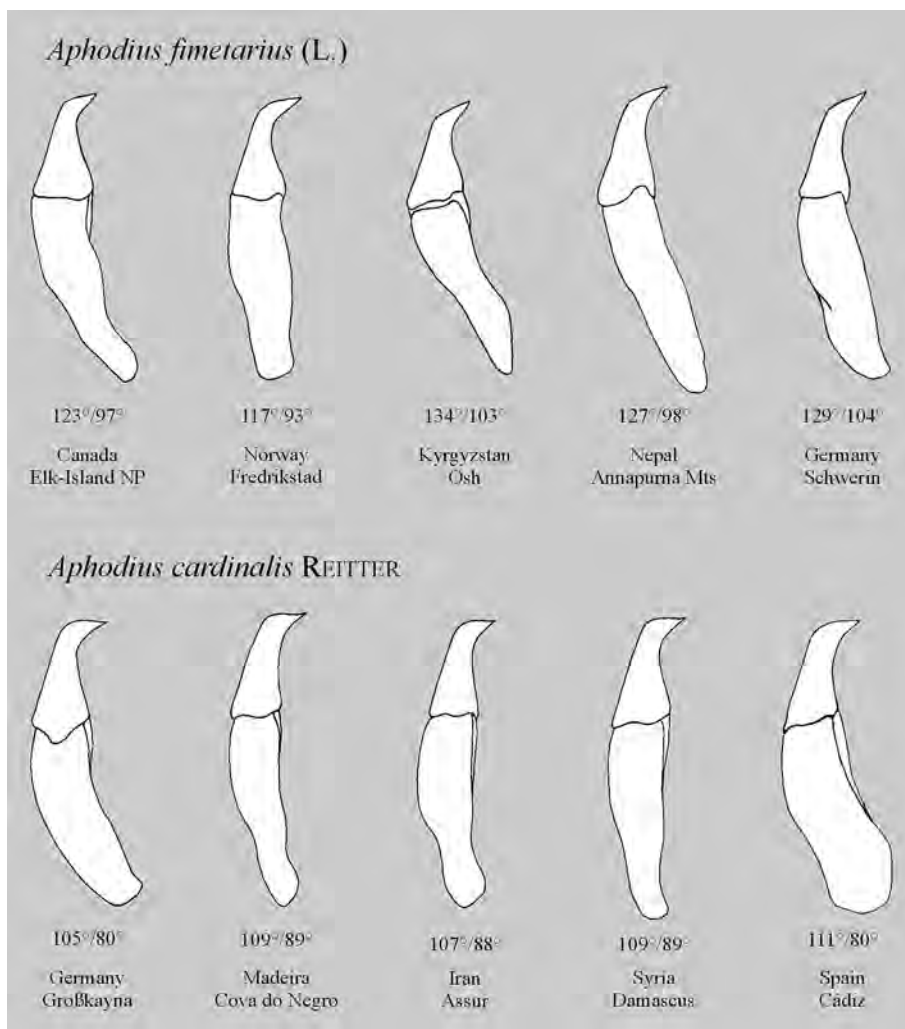 Aphodius fimetarius (L.)
123°/97° 117°/93° 134°/103° 127°/98° 129°/104°
Canada Norway Kyrgyzstan Nepal Germany
Elk-Island NP Fredrikstad Osh Annapurna Mts Schwerin
Aphodius cardinalis REITTER
105°/80° 109°/89° 107°/88° 109°/89° 111°/80°
Germany Madeira Iran Syria Spain
Großkayna Cova do Negro Assur Damascus Cádiz